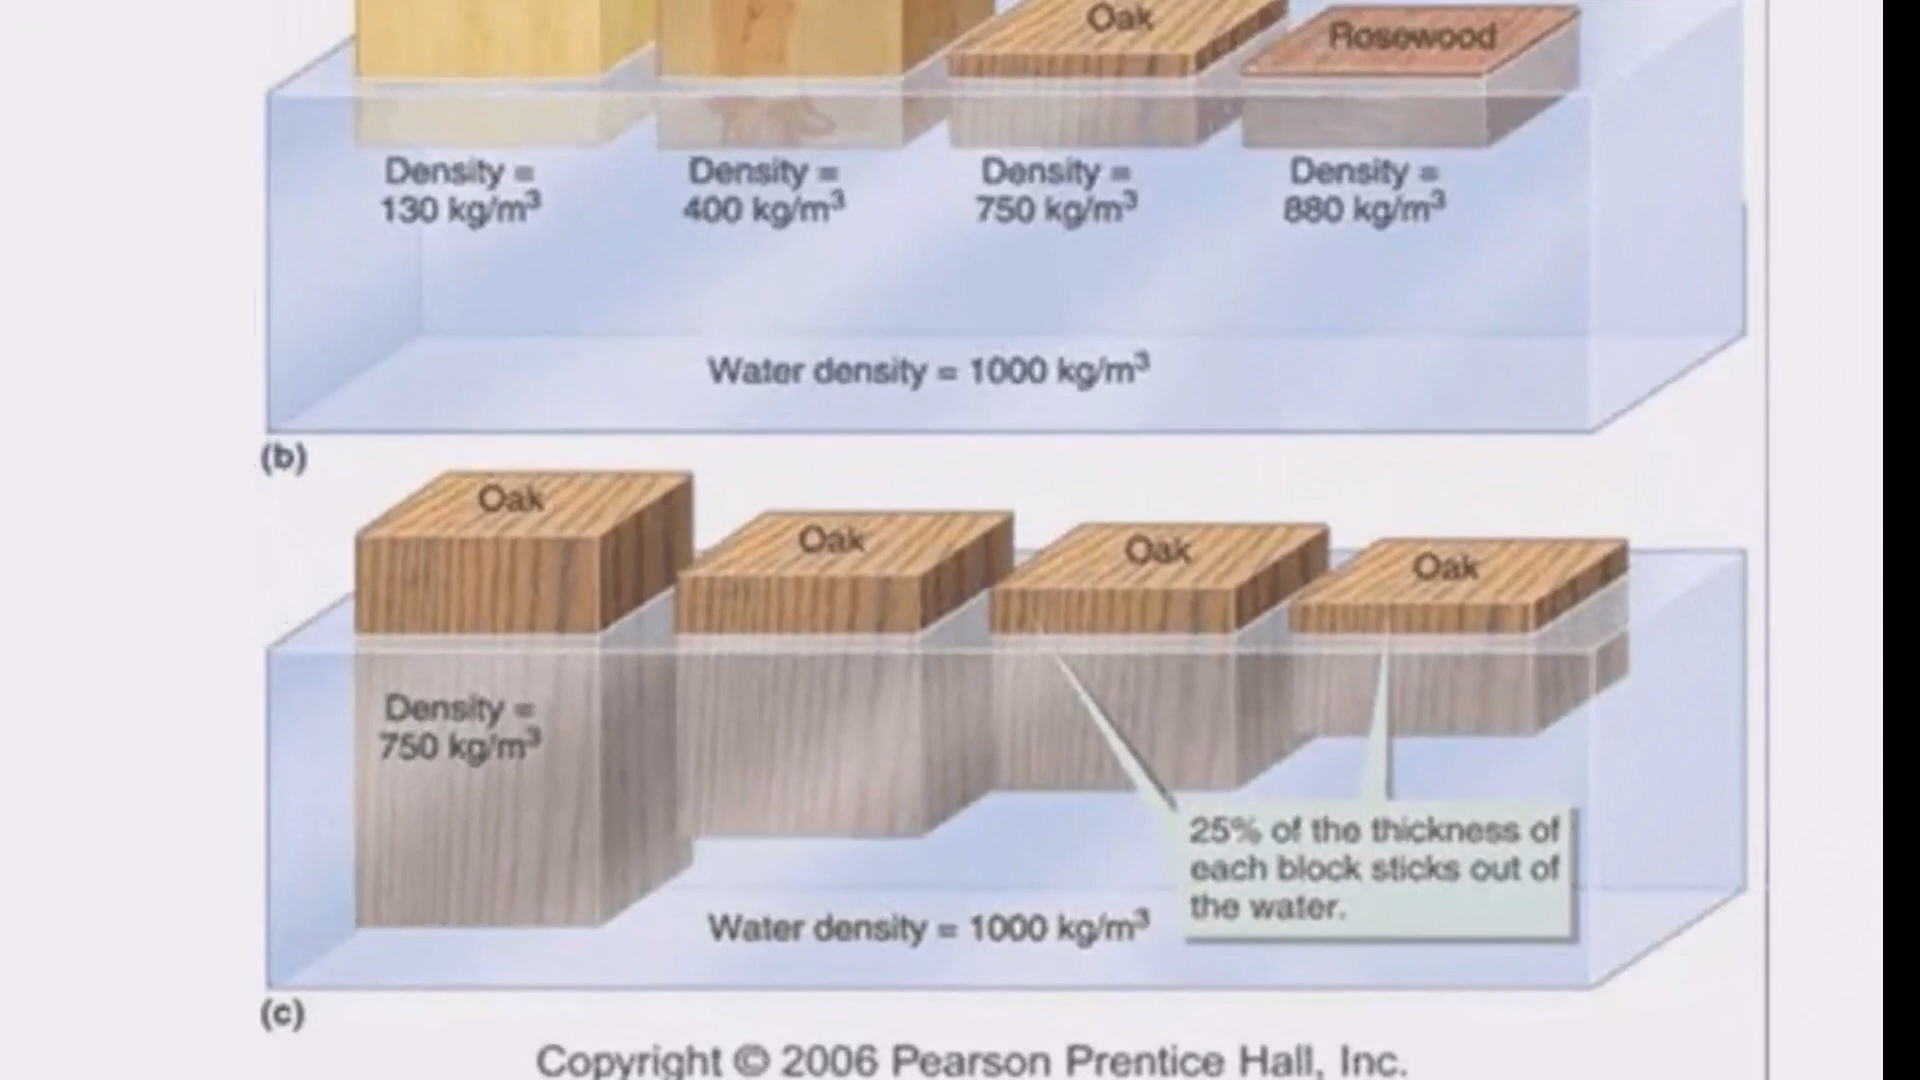 Oak
Rosewood
Density =
130 kg/m³
Density =
400 kg/m³
Density =
750 kg/m³
Density =
880 kg/m³
Water density = 1000 kg/m³
(b)
Oak
Oak
Oak
Oak
Density =
750 kg/m³
25% of the thickness of
each block sticks out of
the water.
Water density = 1000 kg/m³
(c)
Copyright © 2006 Pearson Prentice Hall, Inc.